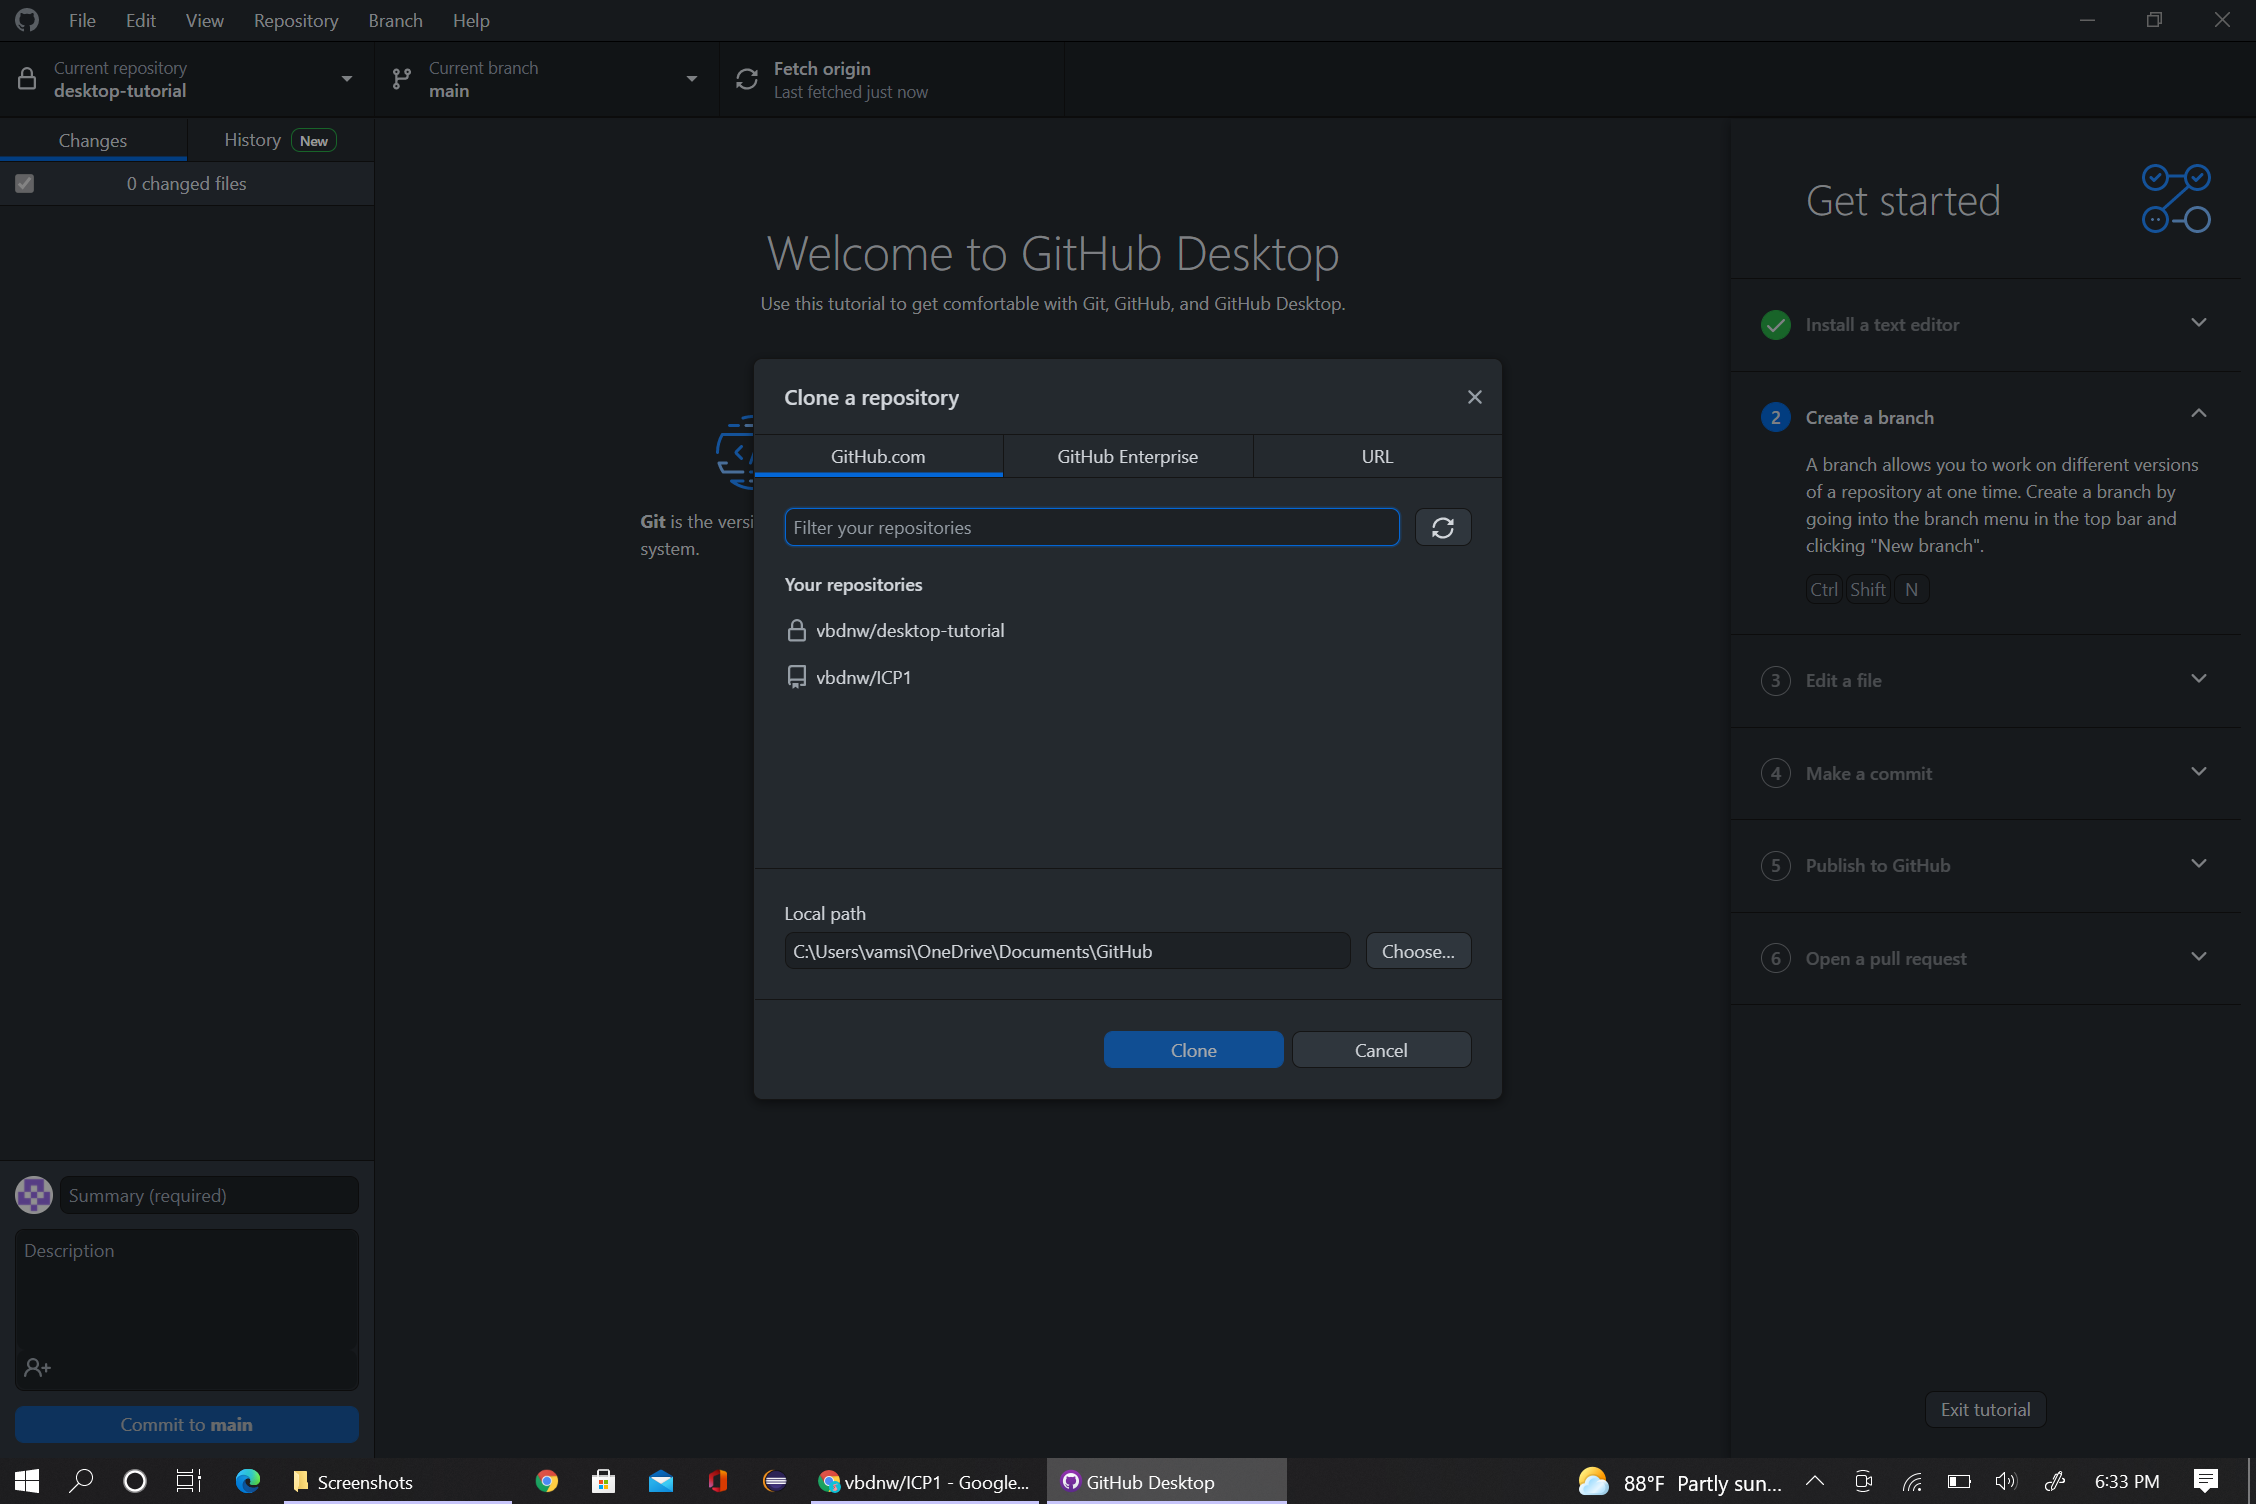 File Edit View Repository Branch Help
Current repository
desktop-tutorial
Current branch
main
Fetch origin
Last fetched just now
Changes
History New
0 changed files
Welcome to GitHub Desktop
Use this tutorial to get comfortable with Git, GitHub, and GitHub Desktop.
Git is the versi
system.
Clone a repository
GitHub.com
GitHub Enterprise
URL
Filter your repositories
Your repositories
vbdnw/desktop-tutorial
vbdnw/ICP1
Local path
C:\Users\vamsi\OneDrive\Documents\GitHub
Choose...
Clone
Cancel
Get started
Install a text editor
2 Create a branch
A branch allows you to work on different versions
of a repository at one time. Create a branch by
going into the branch menu in the top bar and
clicking "New branch".
Ctrl Shift N
3 Edit a file
4 Make a commit
5 Publish to GitHub
6 Open a pull request
Exit tutorial
Summary (required)
Description
Commit to main
Screenshots
vbdnw/ICP1 - Google...
GitHub Desktop
88°F Partly sun...
6:33 PM